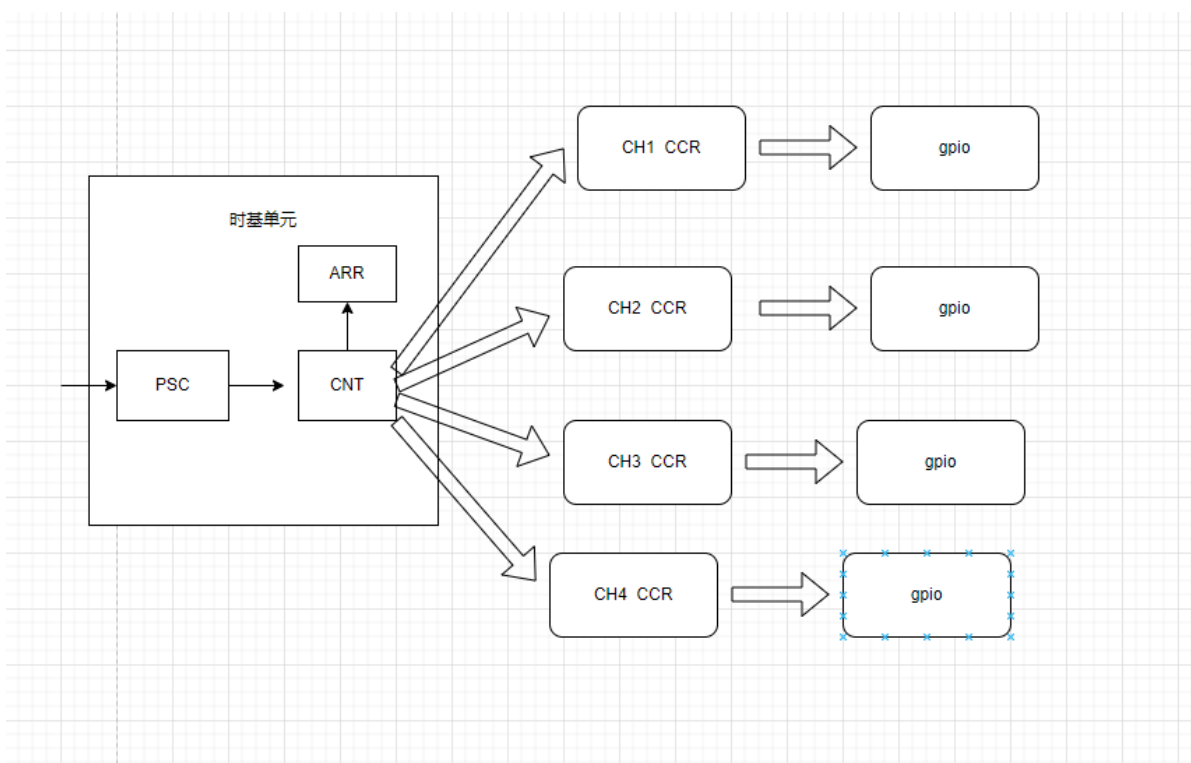 CH1  CCR
gpio
时基单元
ARR
CH2  CCR
gpio
PSC
CNT
CH3  CCR
gpio
CH4  CCR
gpio